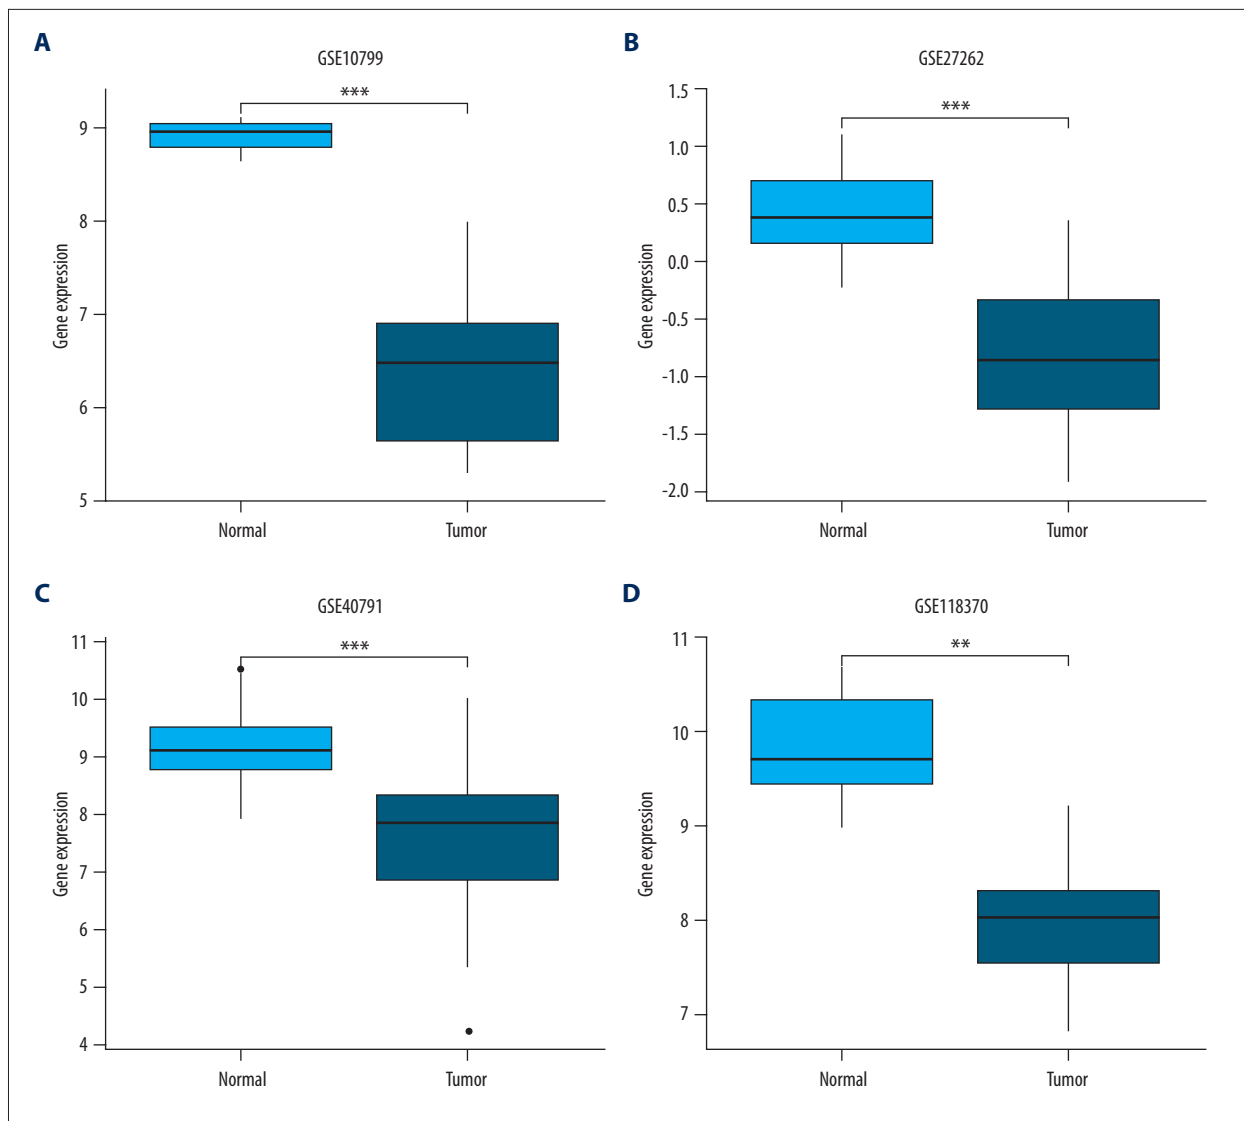 A
GSE10799
***
9
8
7
6
5
Gene expression
Normal
Tumor
B
GSE27262
***
1.5
1.0
0.5
0.0
-0.5
-1.0
-1.5
-2.0
Gene expression
Normal
Tumor
C
GSE40791
***
11
10
9
8
7
6
5
4
Gene expression
Normal
Tumor
D
GSE118370
**
11
10
9
8
7
Gene expression
Normal
Tumor